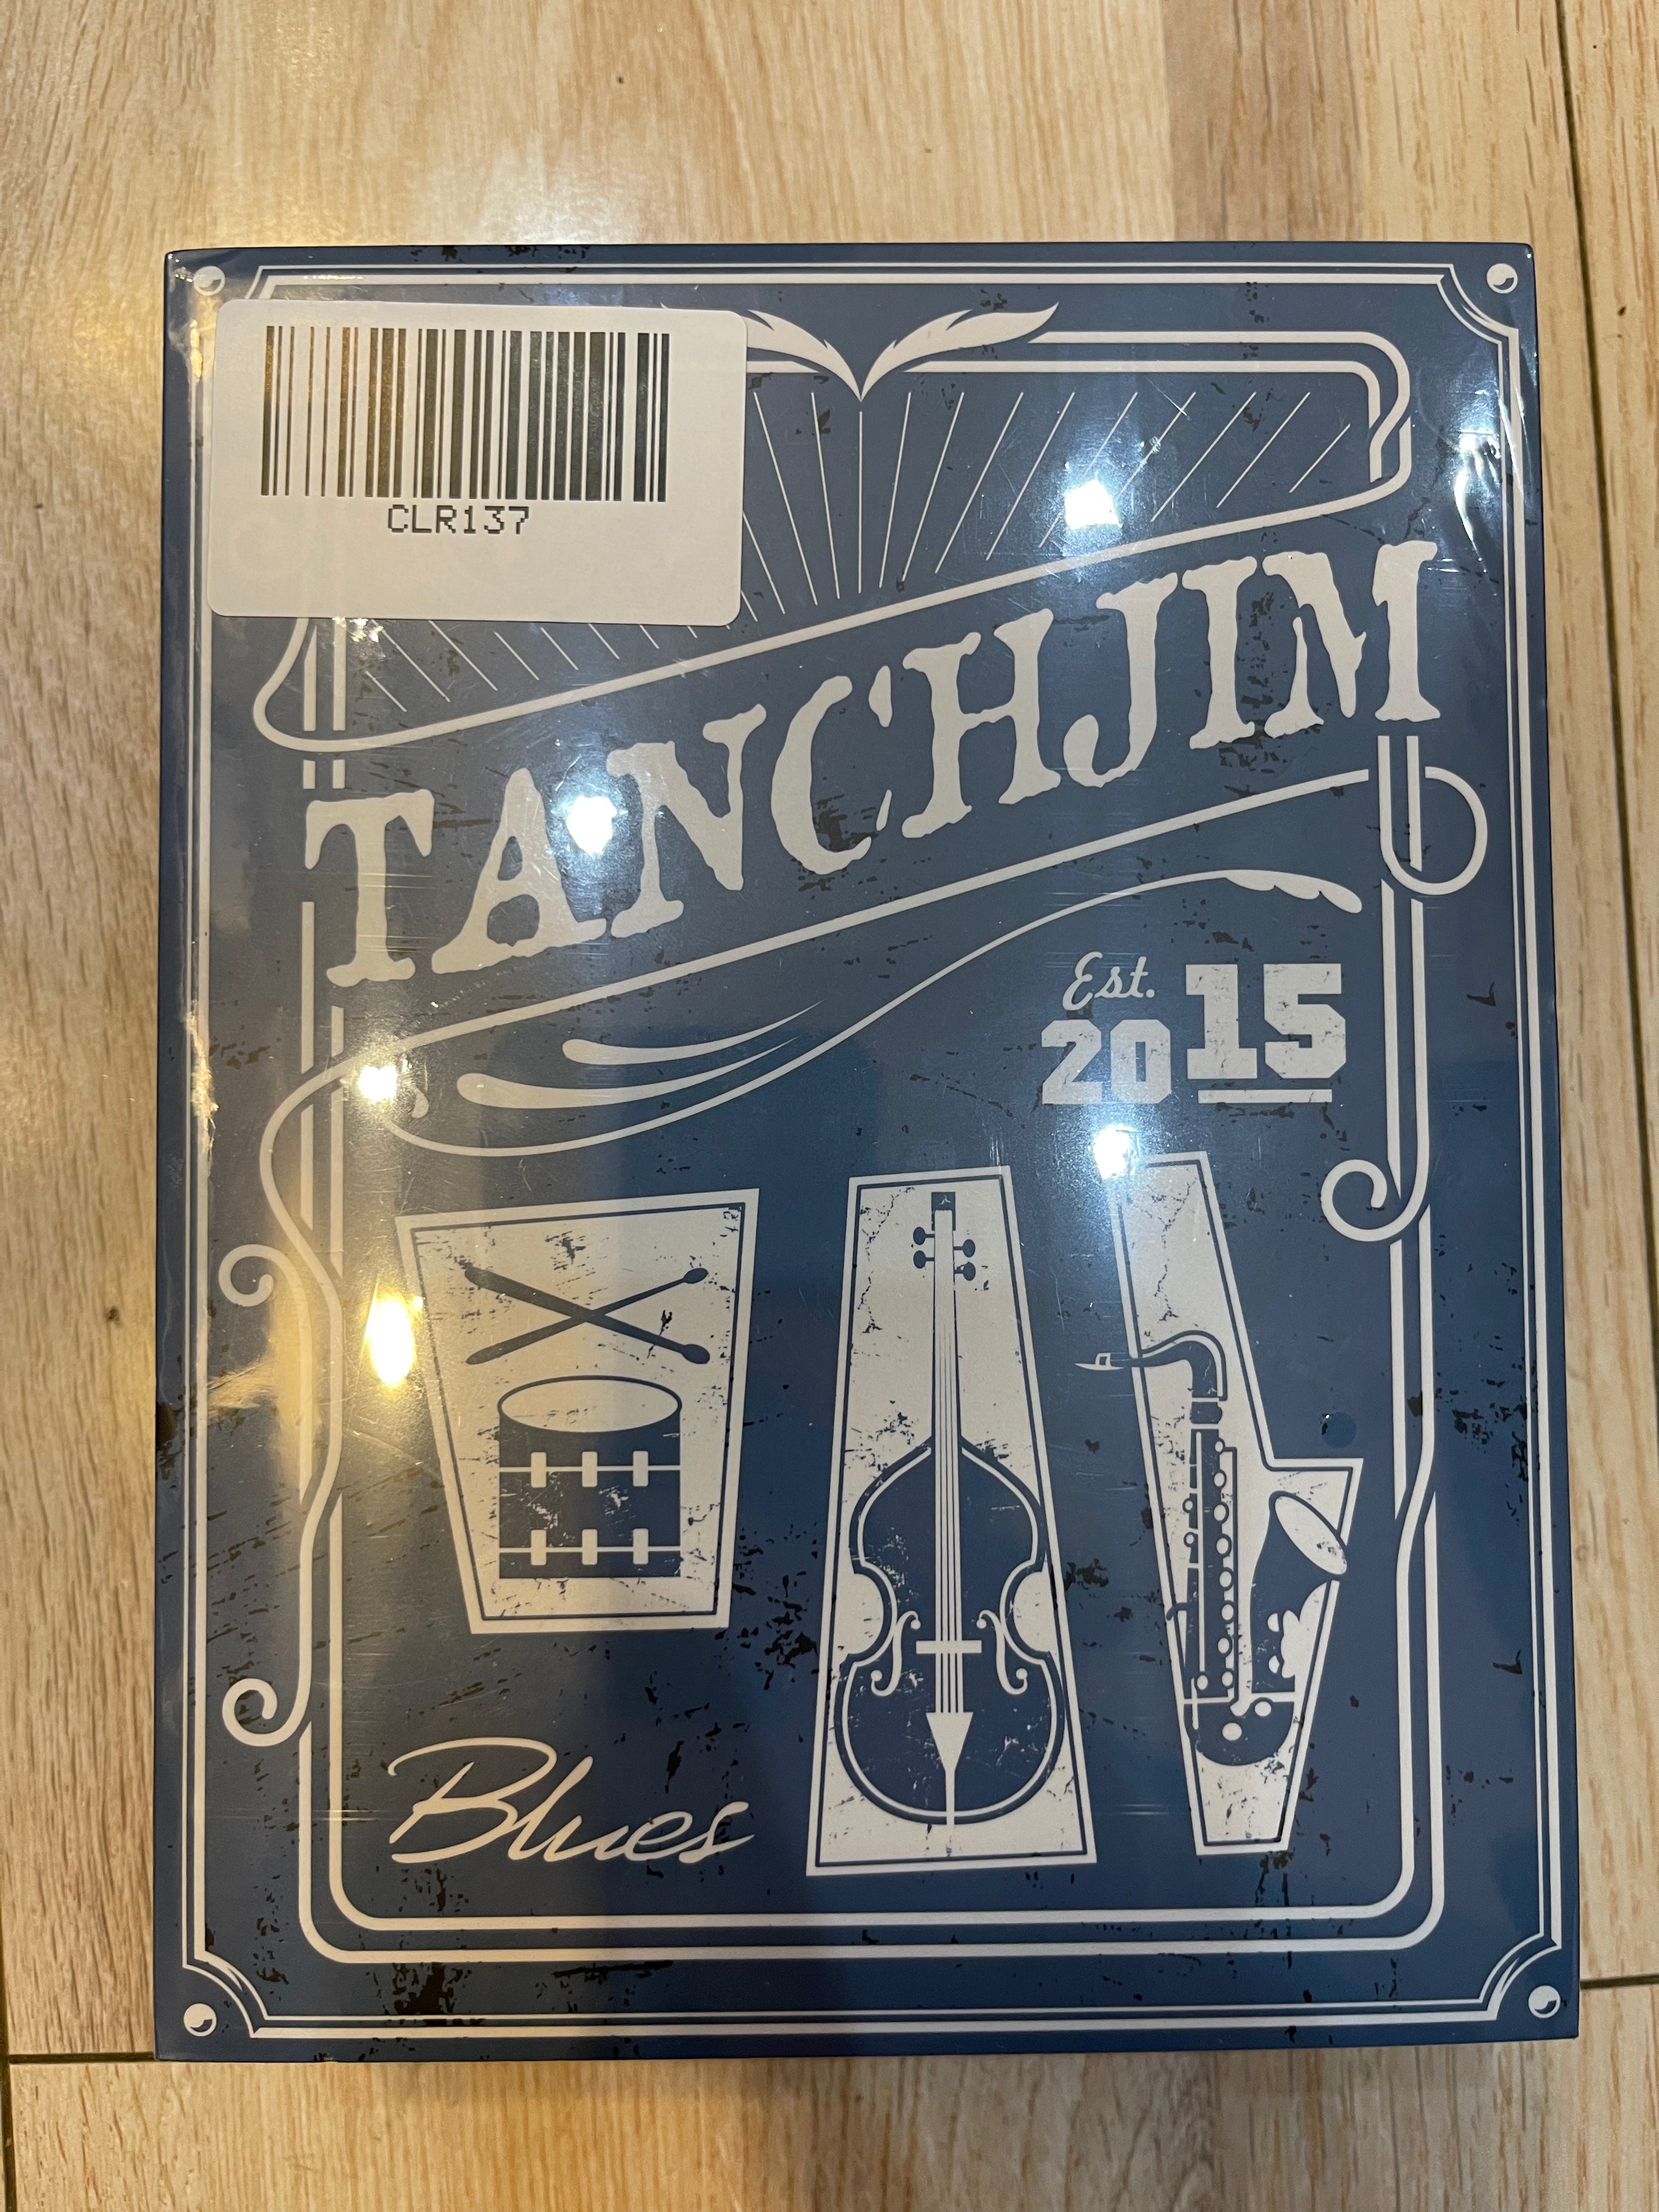 CLR137
TANCHJIM
Est.
2015
Blues